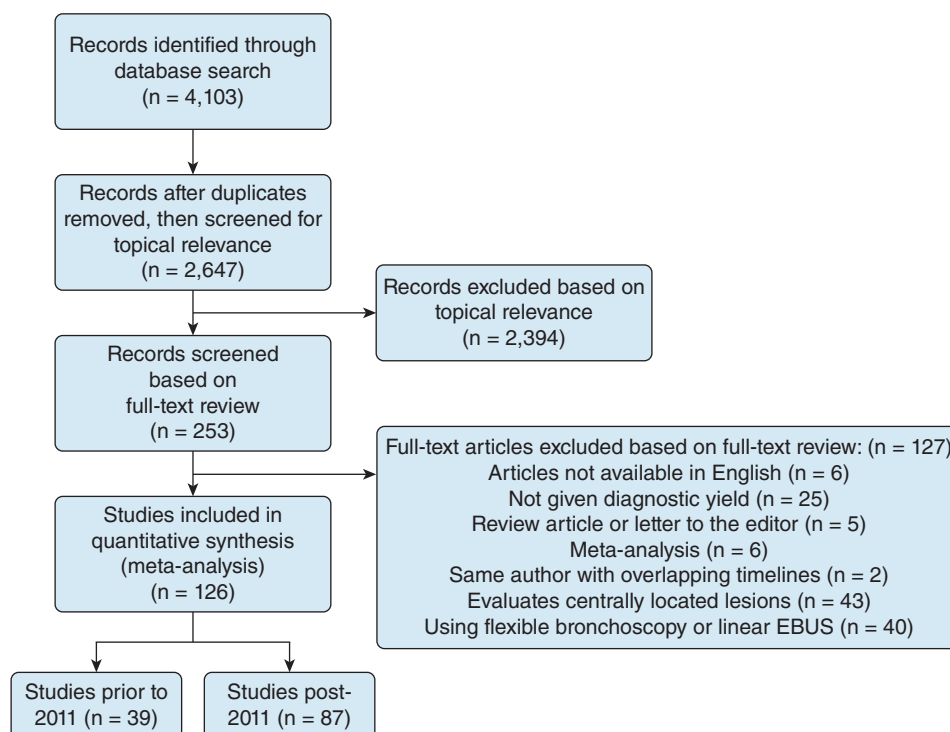 Records identified through
database search
(n = 4,103)
Records after duplicates
removed, then screened for
topical relevance
(n = 2,647)
Records excluded based on
topical relevance
(n = 2,394)
Records screened
based on
full-text review
(n = 253)
Full-text articles excluded based on full-text review: (n = 127)
Articles not available in English (n = 6)
Not given diagnostic yield (n = 25)
Review article or letter to the editor (n = 5)
Meta-analysis (n = 6)
Same author with overlapping timelines (n = 2)
Evaluates centrally located lesions (n = 43)
Using flexible bronchoscopy or linear EBUS (n = 40)
Studies included in
quantitative synthesis
(meta-analysis)
(n = 126)
Studies prior to
2011 (n = 39)
Studies post-
2011 (n = 87)